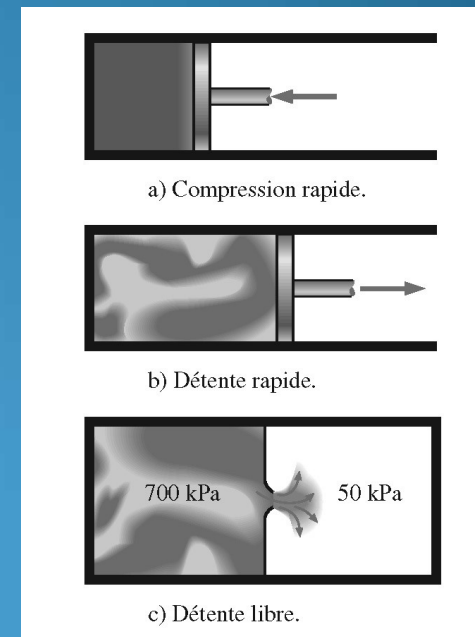 a) Compression rapide.
b) Détente rapide.
700 kPa 50 kPa
c) Détente libre.